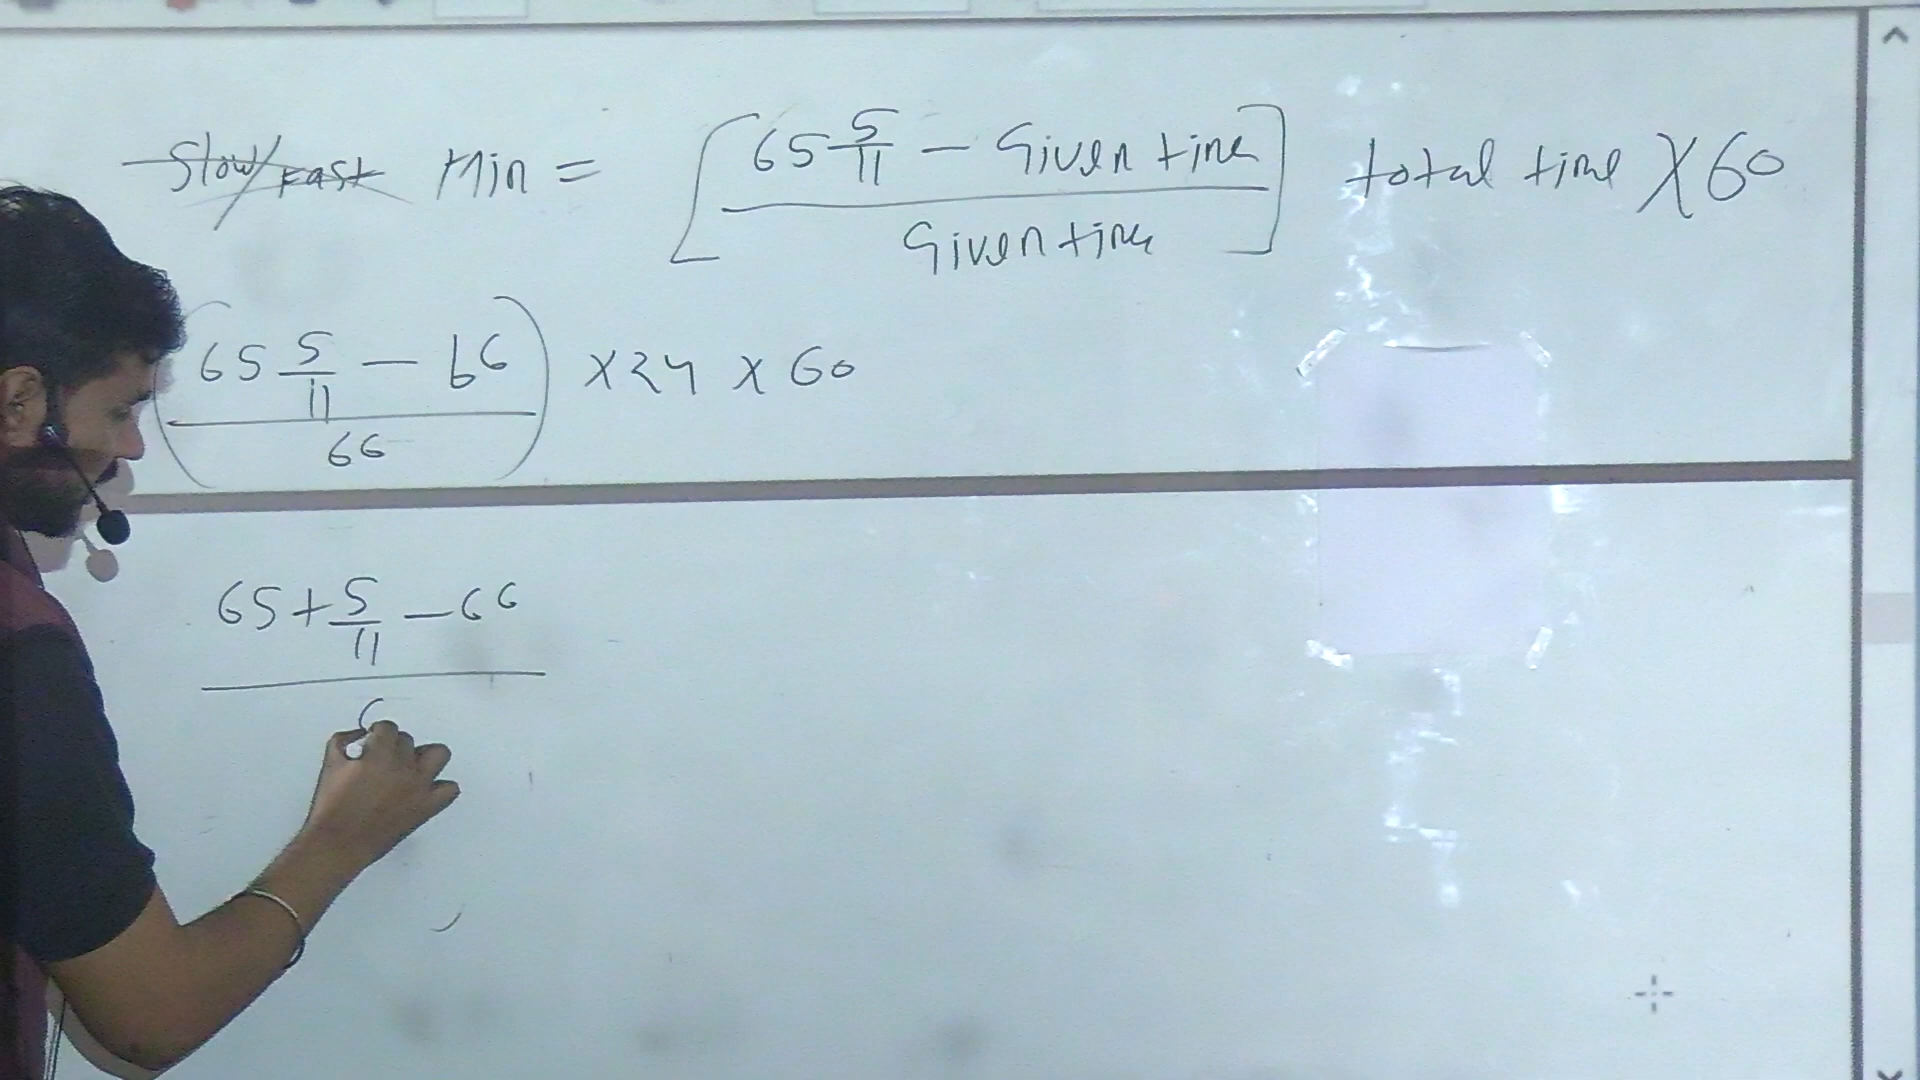 Slow/Fast Min = [65 5/11 - Given time / Given time] total time X 60
(65 5/11 - 66 / 66) x 24 x 60
65 + 5/11 - 66 / 6